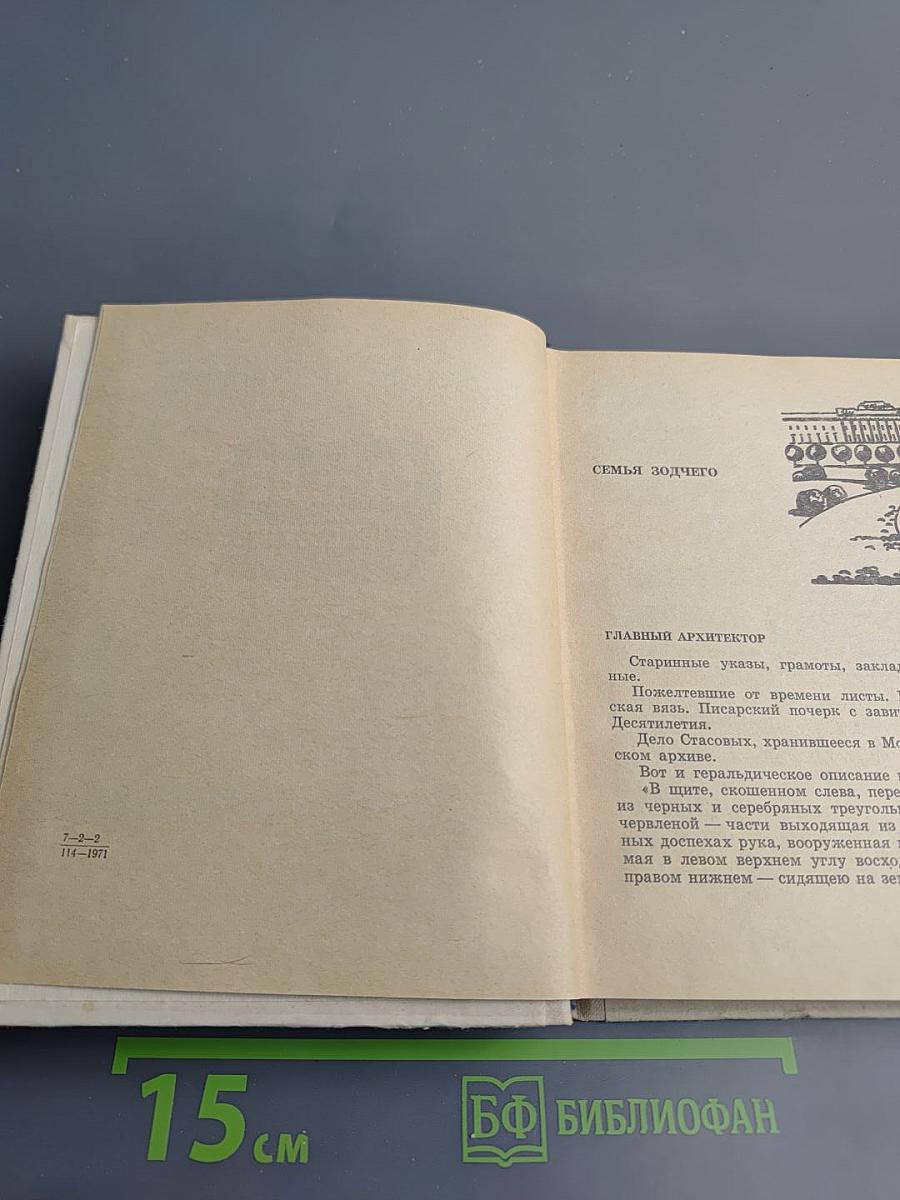 7—2—2
114—1971
СЕМЬЯ ЗОДЧЕГО
ГЛАВНЫЙ АРХИТЕКТОР
Старинные указы, грамоты, заклад
ные.
Пожелтевшие от времени листы.
ская вязь. Писарский почерк с зави
Десятилетия.
Дело Стасовых, хранившееся в Мо
ском архиве.
Вот и геральдическое описание
«В щите, скошенном слева, пере
из черных и серебряных треуголь
червленой — части выходящая из
ных доспехах рука, вооруженная
мая в левом верхнем углу восхо
правом нижнем — сидящею на зе
15 см
БФ БИБЛИОФАН